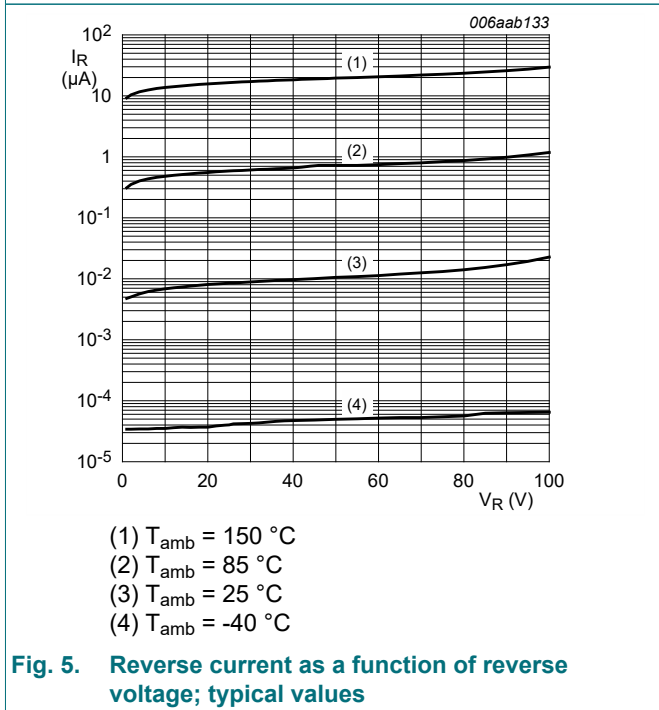 006aab133
I_R
(µA)
10²
10
1
10⁻¹
10⁻²
10⁻³
10⁻⁴
10⁻⁵
(1)
(2)
(3)
(4)
0 20 40 60 80 100
V_R (V)
(1) T_amb = 150 °C
(2) T_amb = 85 °C
(3) T_amb = 25 °C
(4) T_amb = -40 °C
Fig. 5. Reverse current as a function of reverse
voltage; typical values